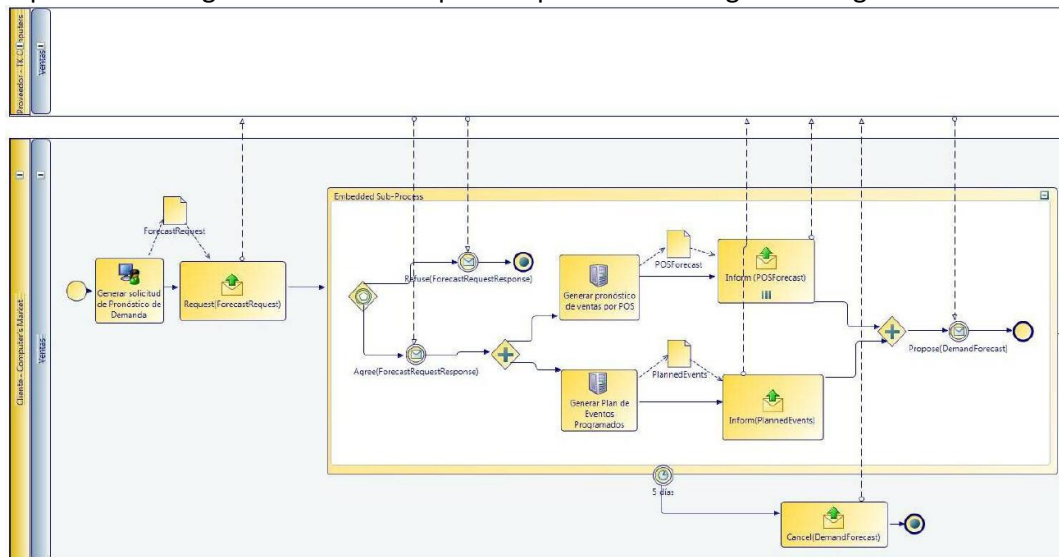 Proveedor - TK Computers
Ventas
Cliente - Computer's Market
Ventas
Embedded Sub-Process
ForecastRequest
Generar solicitud
de Pronóstico de
Demanda
Request(ForecastRequest)
Refuse(ForecastRequestResponse)
Agree(ForecastRequestResponse)
POSForecast
Generar pronóstico
de ventas por POS
Inform (POSForecast)
PlannedEvents
Generar Plan de
Eventos
Programados
Inform(PlannedEvents)
Propose(DemandForecast)
5 días
Cancel(DemandForecast)